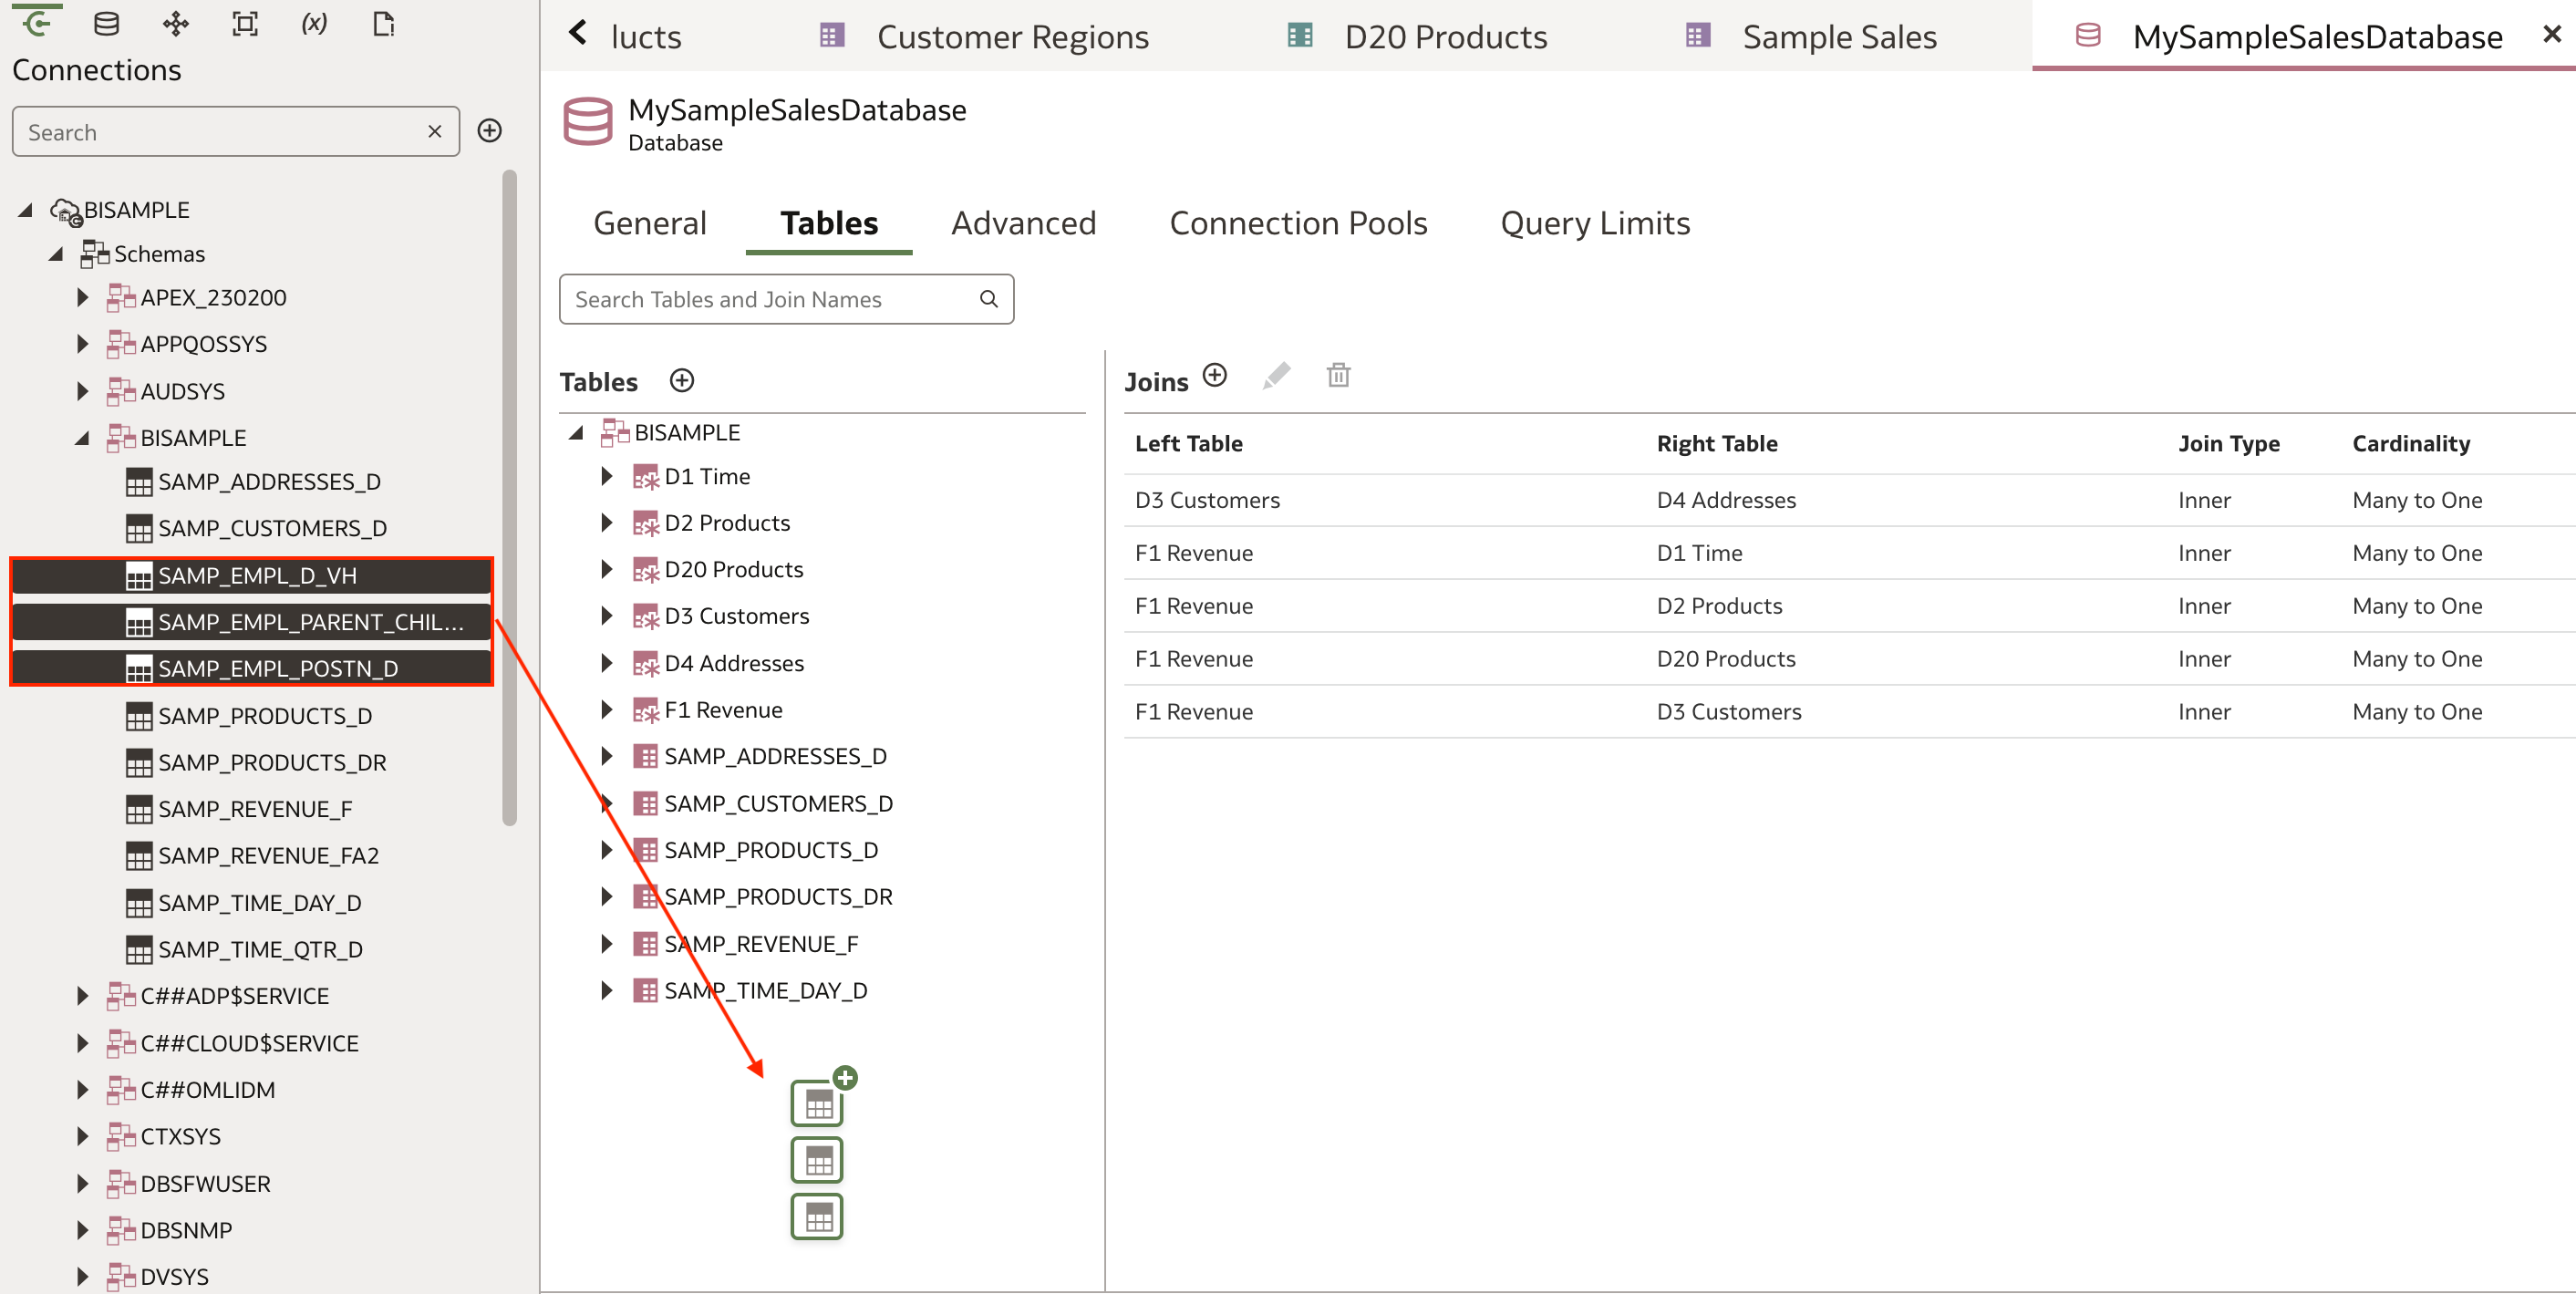 (x)
Connections
Search
BISAMPLE
Schemas
APEX_230200
APPQOSSYS
AUDSYS
BISAMPLE
SAMP_ADDRESSES_D
SAMP_CUSTOMERS_D
SAMP_EMPL_D_VH
SAMP_EMPL_PARENT_CHIL...
SAMP_EMPL_POSTN_D
SAMP_PRODUCTS_D
SAMP_PRODUCTS_DR
SAMP_REVENUE_F
SAMP_REVENUE_FA2
SAMP_TIME_DAY_D
SAMP_TIME_QTR_D
C##ADP$SERVICE
C##CLOUD$SERVICE
C##OMLIDM
CTXSYS
DBSFWUSER
DBSNMP
DVSYS
lucts Customer Regions D20 Products Sample Sales MySampleSalesDatabase
MySampleSalesDatabase
Database
General Tables Advanced Connection Pools Query Limits
Search Tables and Join Names
Tables
BISAMPLE
D1 Time
D2 Products
D20 Products
D3 Customers
D4 Addresses
F1 Revenue
SAMP_ADDRESSES_D
SAMP_CUSTOMERS_D
SAMP_PRODUCTS_D
SAMP_PRODUCTS_DR
SAMP_REVENUE_F
SAMP_TIME_DAY_D
Joins
Left Table Right Table Join Type Cardinality
D3 Customers D4 Addresses Inner Many to One
F1 Revenue D1 Time Inner Many to One
F1 Revenue D2 Products Inner Many to One
F1 Revenue D20 Products Inner Many to One
F1 Revenue D3 Customers Inner Many to One